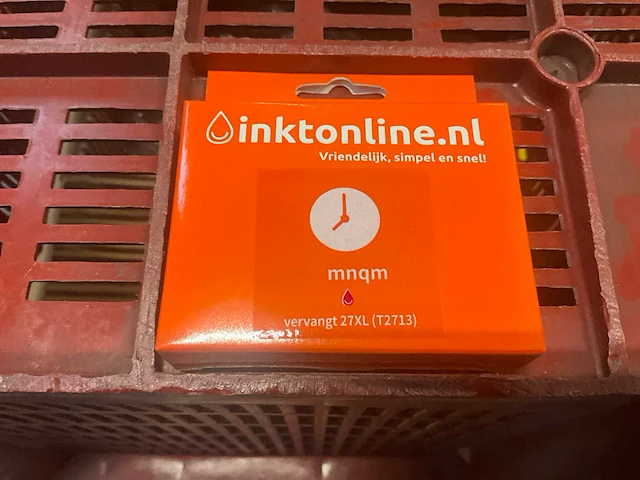 inktonline.nl
Vriendelijk, simpel en snel!
mnqm
vervangt 27XL (T2713)